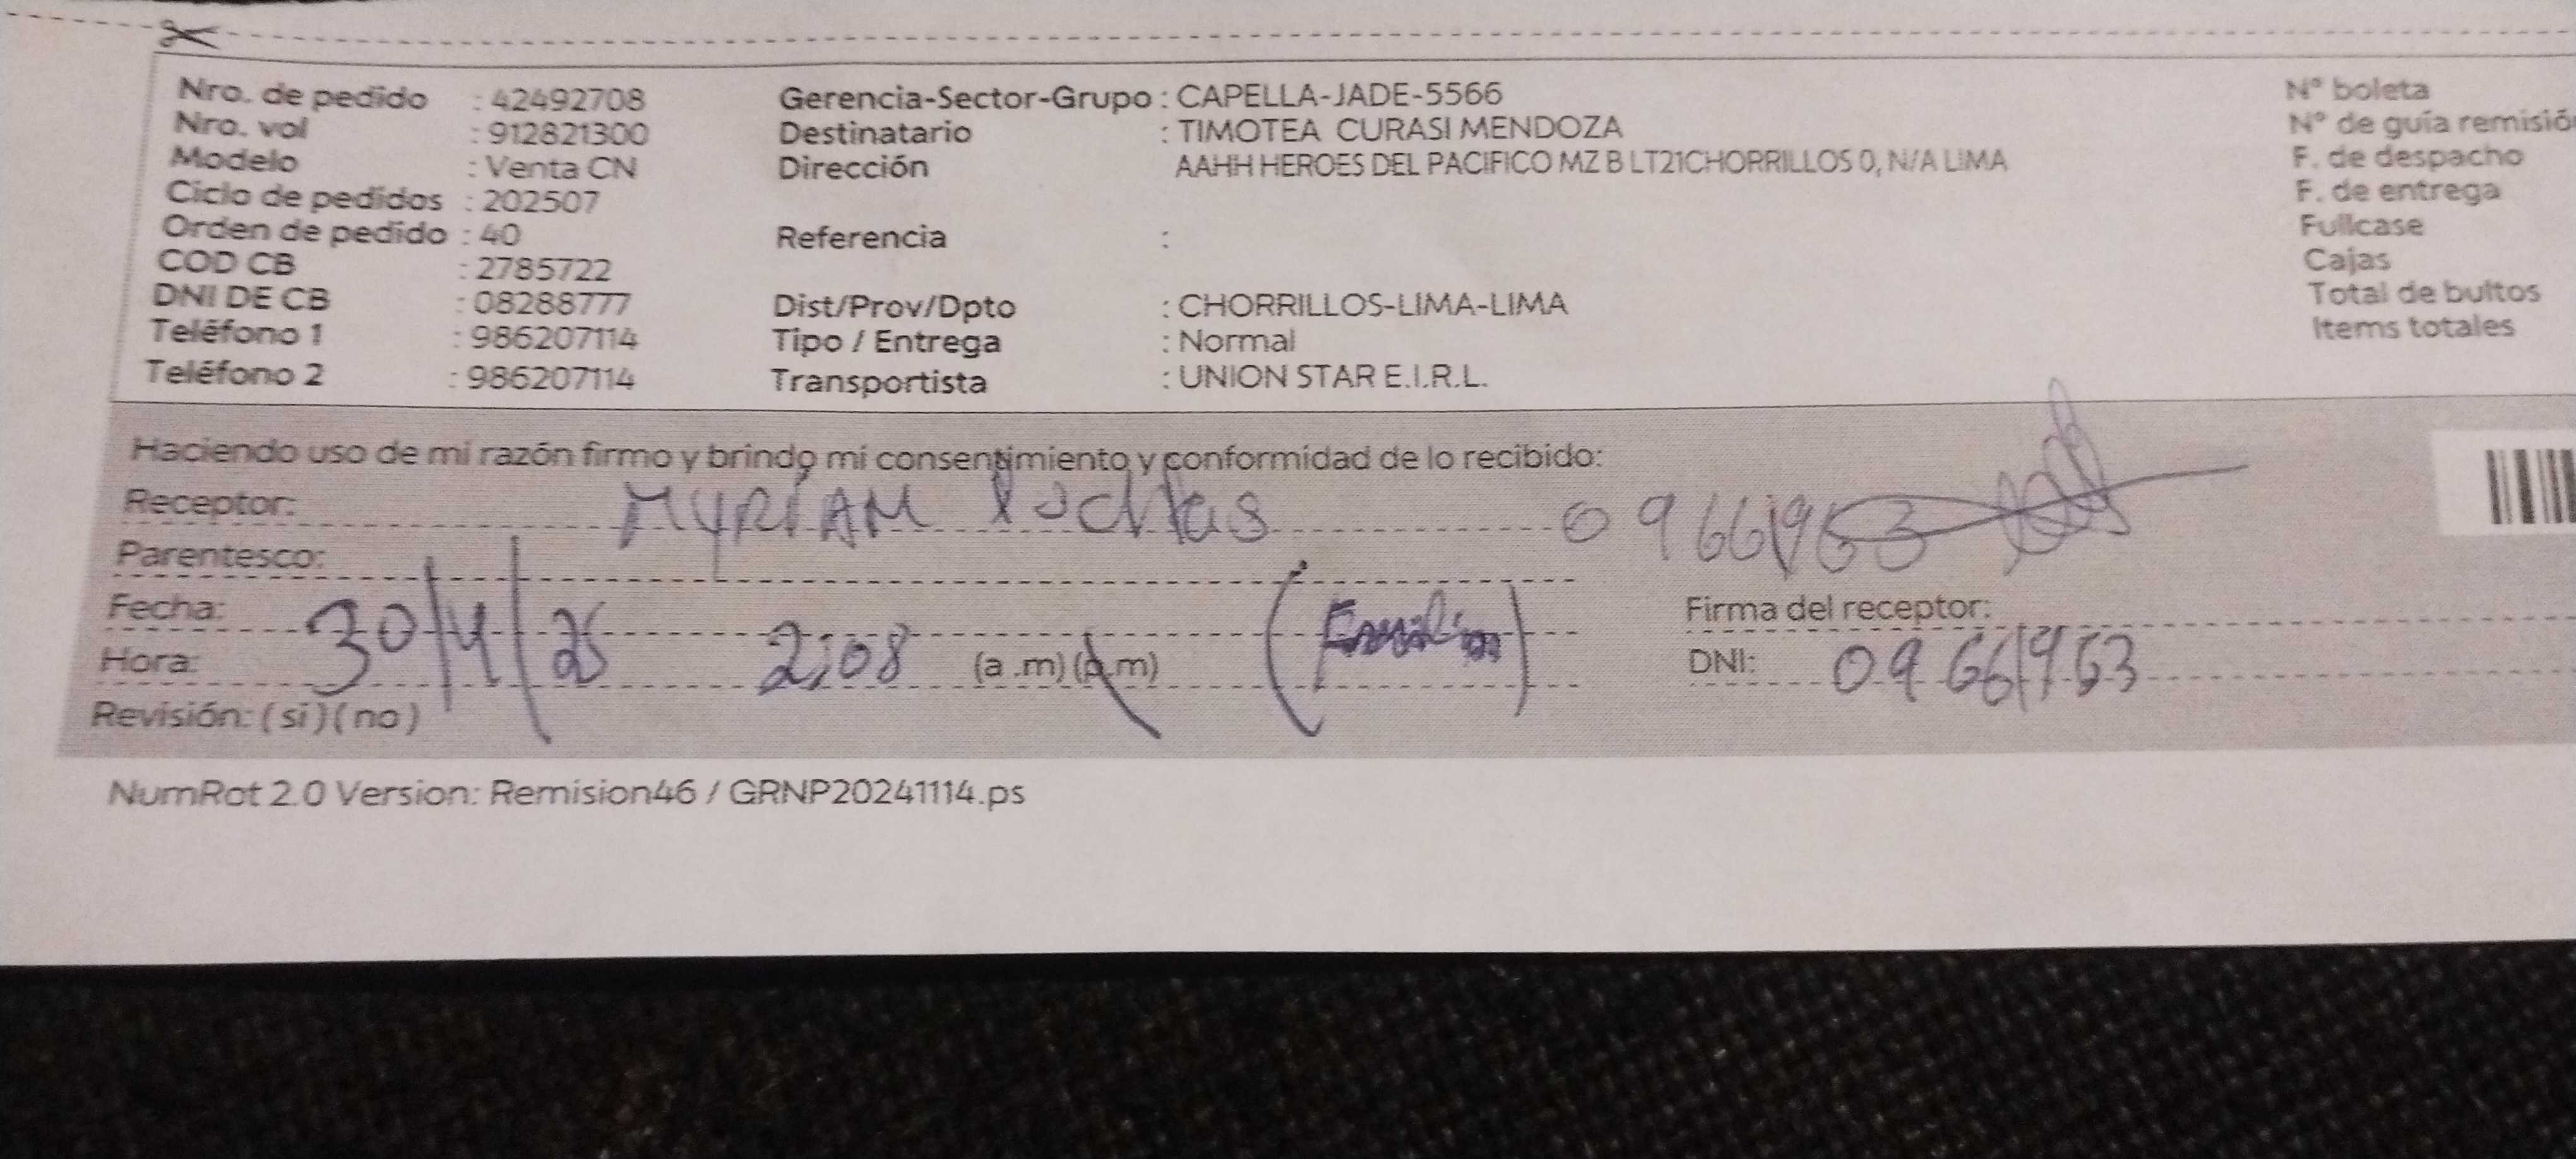 Nro. de pedido : 42492708 Gerencia-Sector-Grupo : CAPELLA-JADE-5566 N° boleta
Nro. vol : 912821300 Destinatario : TIMOTEA CURASI MENDOZA N° de guía remisió
Modelo : Venta CN Dirección AAHH HEROES DEL PACIFICO MZ B LT21CHORRILLOS 0, N/A LIMA F. de despacho
Ciclo de pedidos : 202507 F. de entrega
Orden de pedido : 40 Referencia : Fullcase
COD CB : 2785722 Cajas
DNI DE CB : 08288777 Dist/Prov/Dpto : CHORRILLOS-LIMA-LIMA Total de bultos
Teléfono 1 : 986207114 Tipo / Entrega : Normal Items totales
Teléfono 2 : 986207114 Transportista : UNION STAR E.I.R.L.
Haciendo uso de mi razón firmo y brindo mi consentimiento y conformidad de lo recibido:
Receptor: MYRIAM
Parentesco:
Fecha: 30/4/25 Firma del receptor:
Hora: 2:08 (a .m) (p.m) DNI: 09661963
Revisión: ( si ) ( no )
NumRot 2.0 Version: Remision46 / GRNP20241114.ps